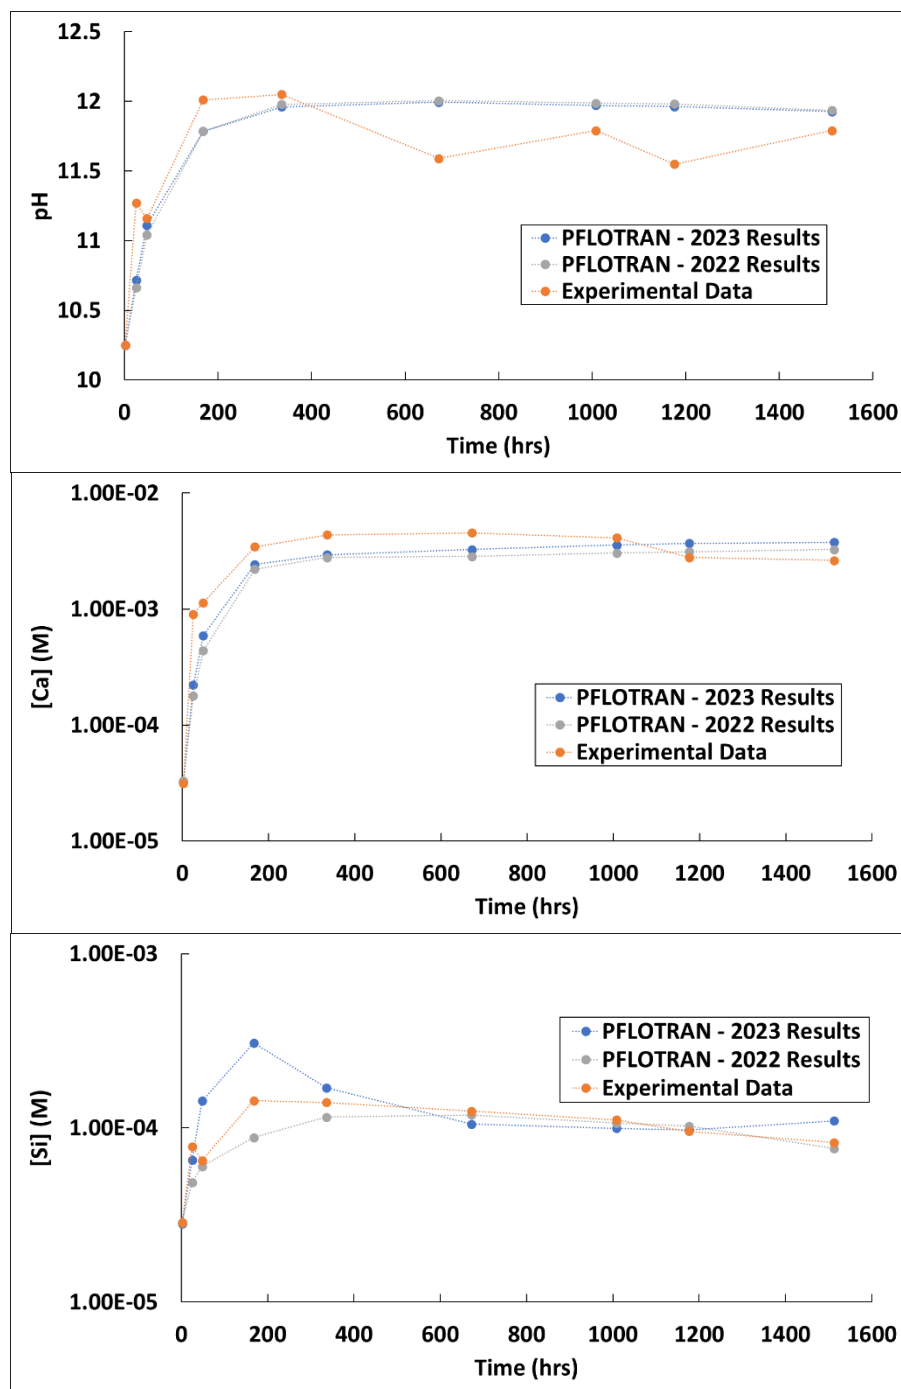 12.5
12
11.5
11
10.5
10
pH
PFLOTRAN - 2023 Results
PFLOTRAN - 2022 Results
Experimental Data
0 200 400 600 800 1000 1200 1400 1600
Time (hrs)
1.00E-02
1.00E-03
1.00E-04
1.00E-05
[Ca] (M)
PFLOTRAN - 2023 Results
PFLOTRAN - 2022 Results
Experimental Data
0 200 400 600 800 1000 1200 1400 1600
Time (hrs)
1.00E-03
1.00E-04
1.00E-05
[Si] (M)
PFLOTRAN - 2023 Results
PFLOTRAN - 2022 Results
Experimental Data
0 200 400 600 800 1000 1200 1400 1600
Time (hrs)